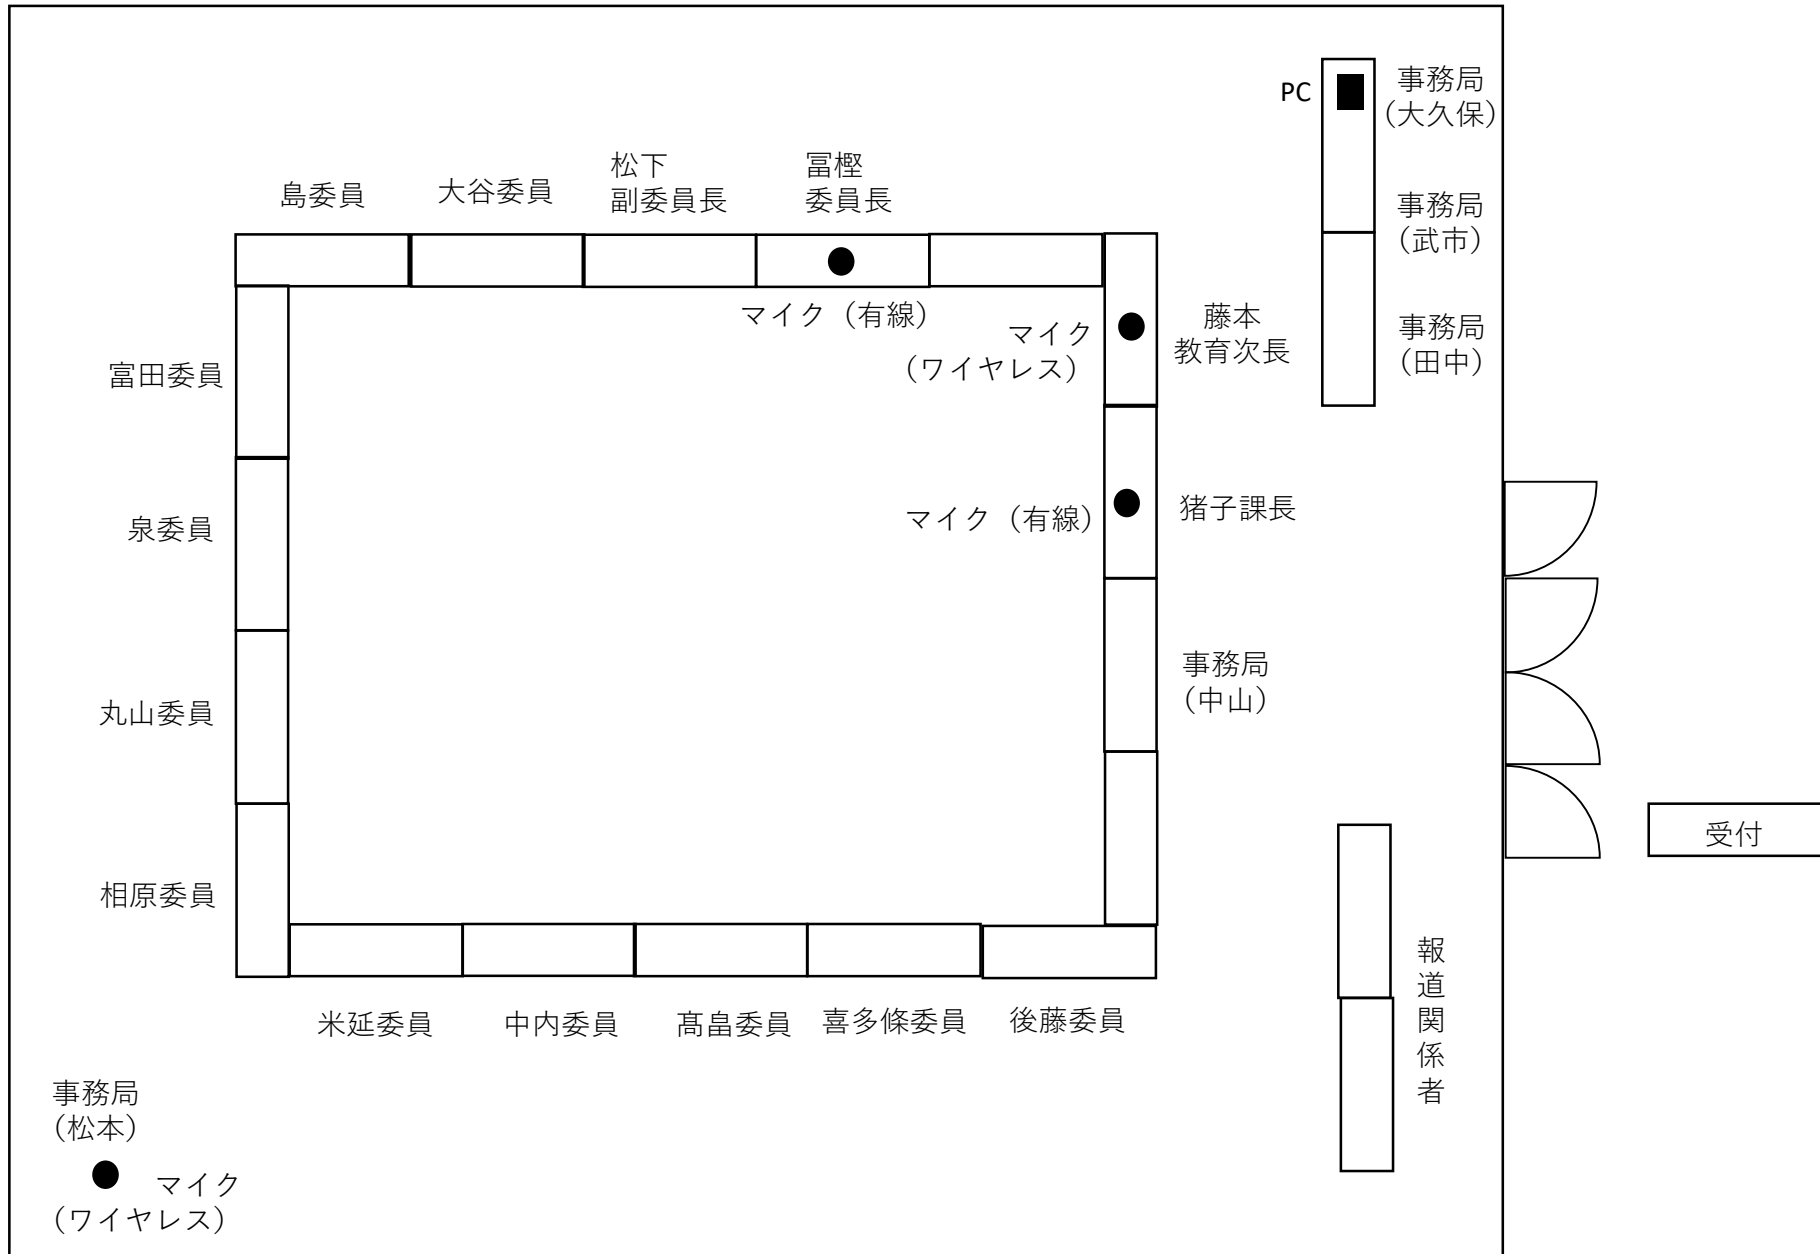 PC
事務局
（大久保）
事務局
（武市）
事務局
（田中）
島委員
大谷委員
松下
副委員長
冨樫
委員長
マイク（有線）
マイク
（ワイヤレス）
藤本
教育次長
富田委員
泉委員
マイク（有線）
猪子課長
丸山委員
事務局
（中山）
相原委員
受付
米延委員
中内委員
髙畠委員
喜多條委員
後藤委員
報道関係者
事務局
（松本）
マイク
（ワイヤレス）